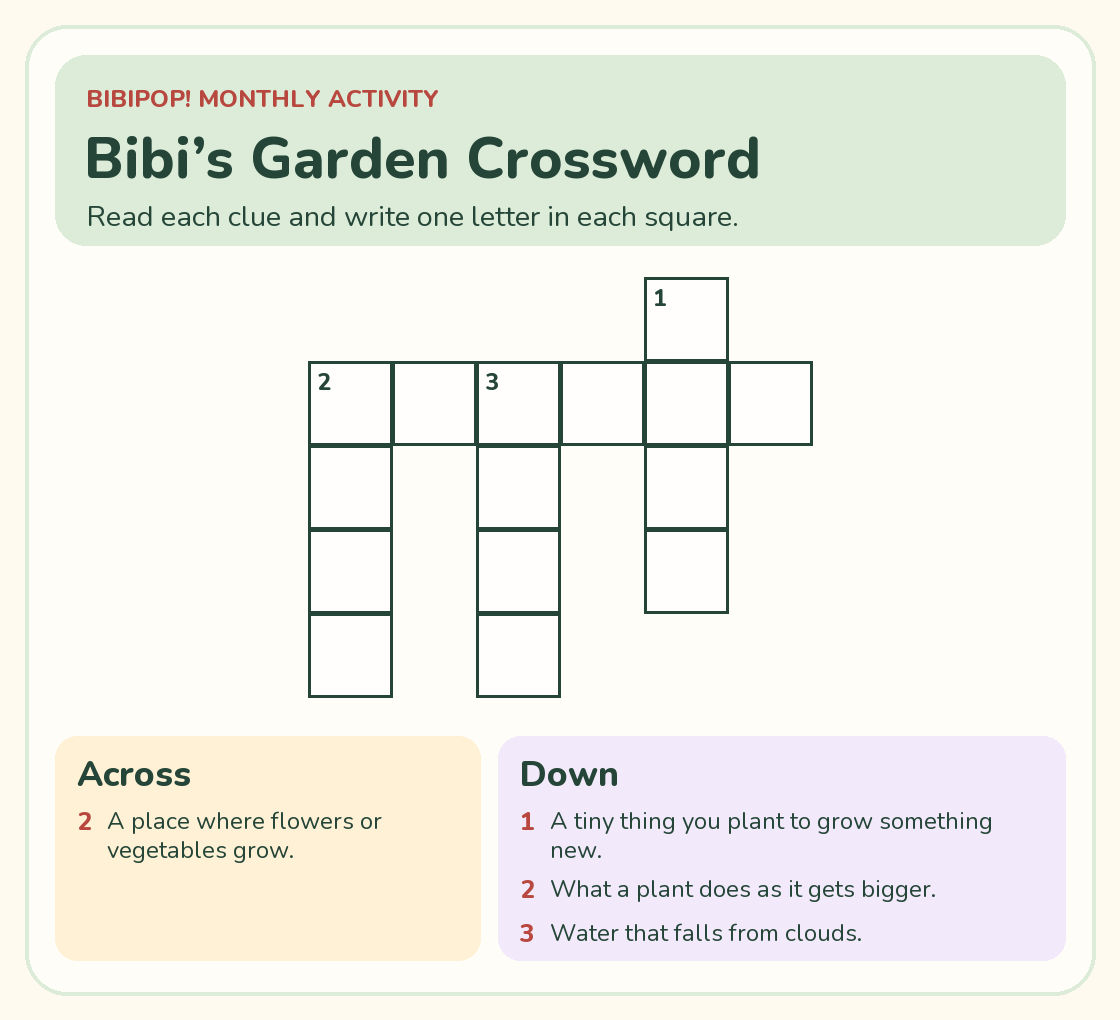 BIBIPOP! MONTHLY ACTIVITY
Bibi’s Garden Crossword
Read each clue and write one letter in each square.
1
2
3
Across
2 A place where flowers or
vegetables grow.
Down
1 A tiny thing you plant to grow something
new.
2 What a plant does as it gets bigger.
3 Water that falls from clouds.